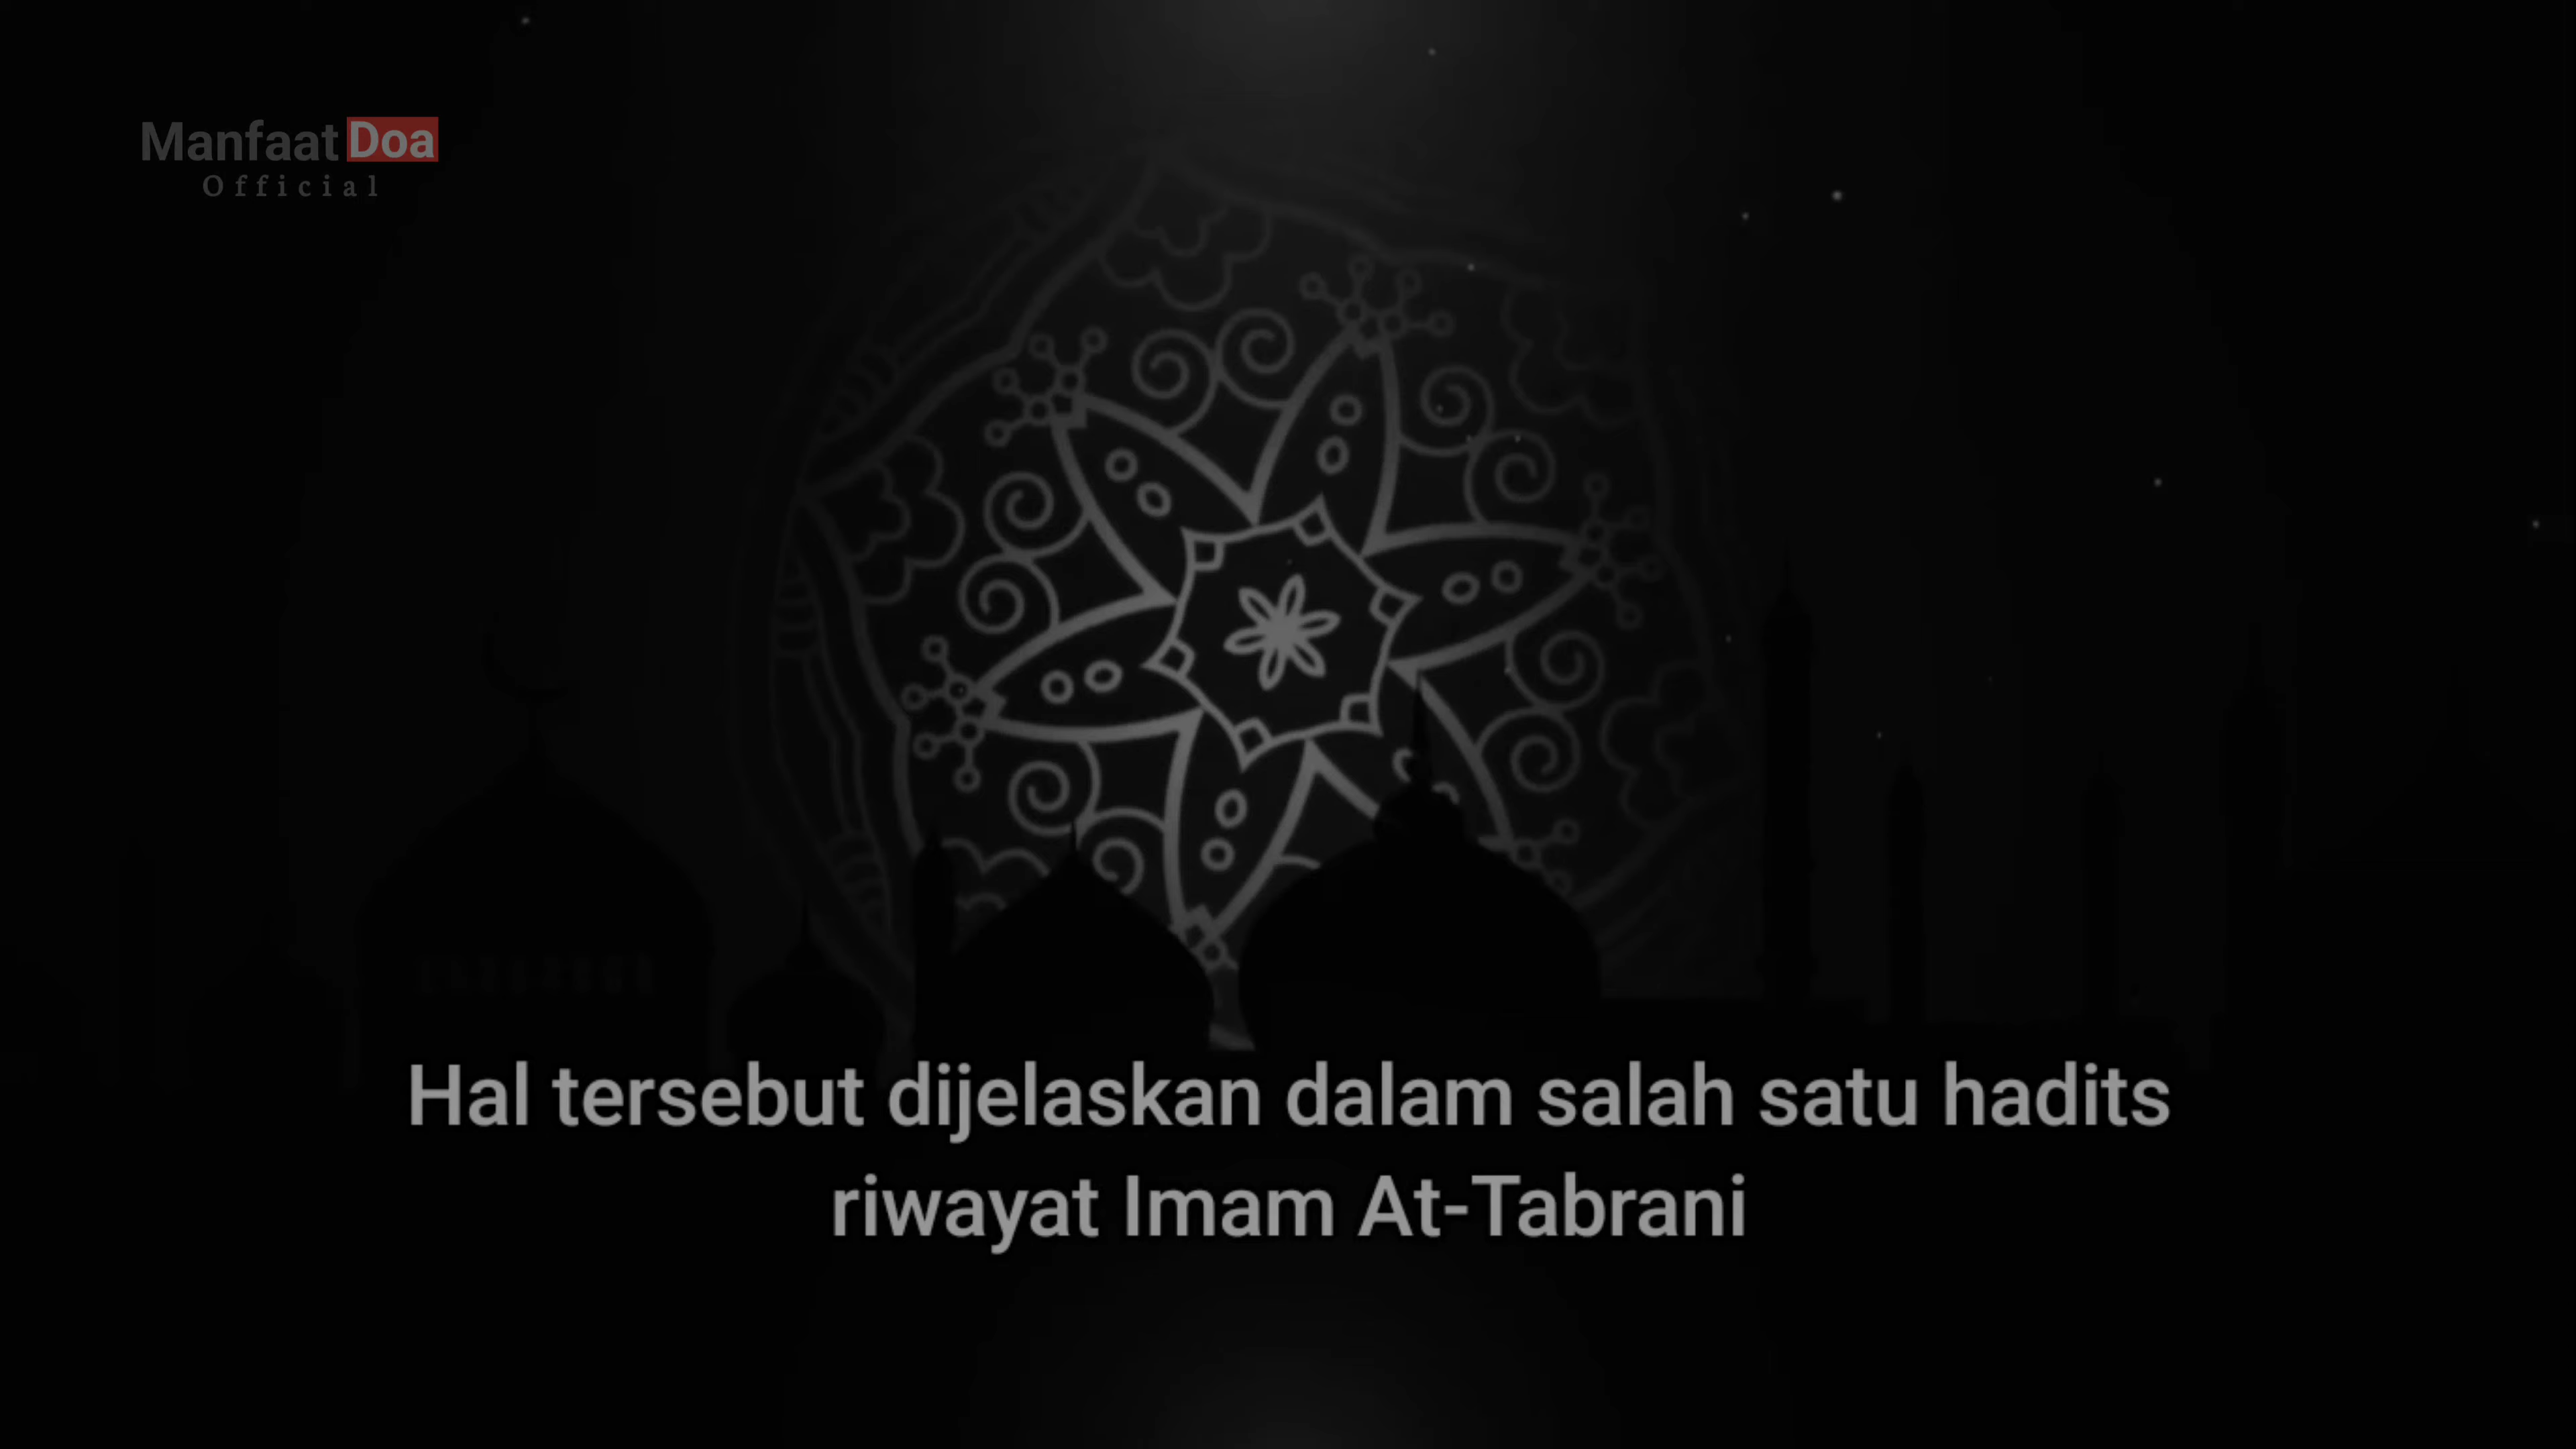 Manfaat Doa
Official
Hal tersebut dijelaskan dalam salah satu hadits
riwayat Imam At-Tabrani